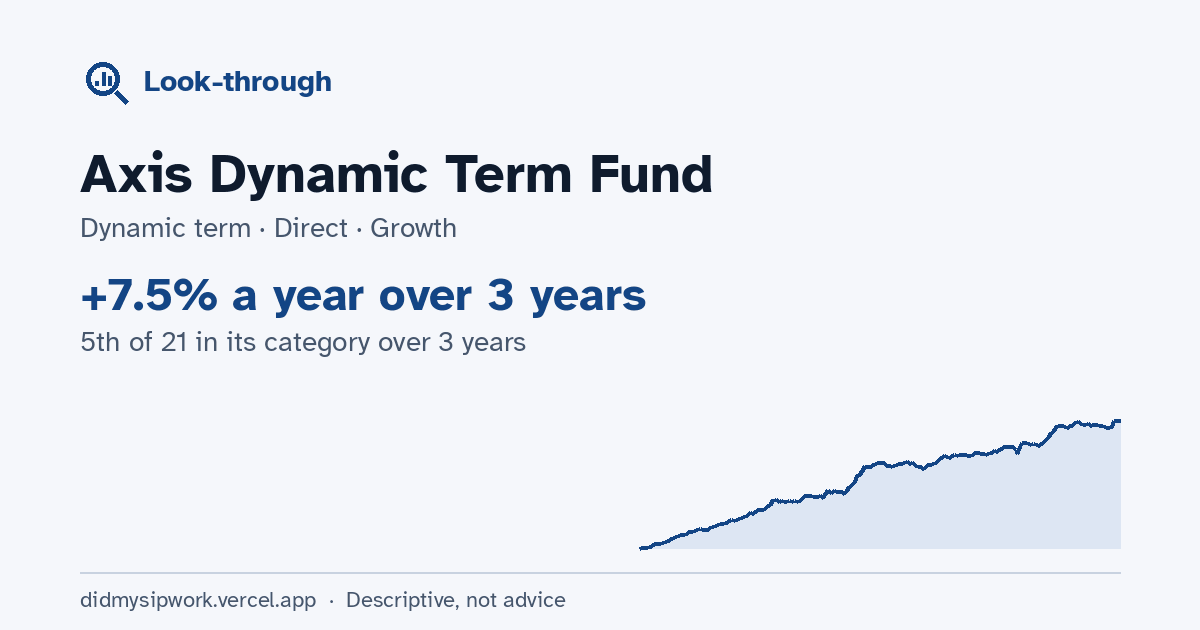 Look-through
Axis Dynamic Term Fund
Dynamic term · Direct · Growth
+7.5% a year over 3 years
5th of 21 in its category over 3 years
didmysipwork.vercel.app · Descriptive, not advice